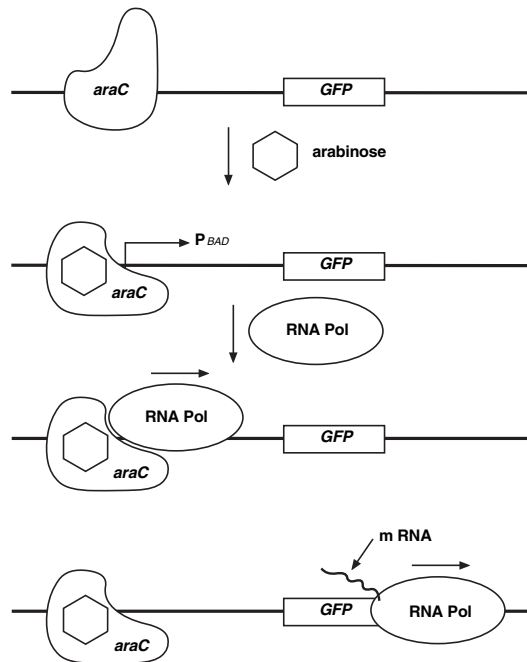 araC
GFP
arabinose
P BAD
GFP
araC
RNA Pol
RNA Pol
araC
GFP
m RNA
GFP
RNA Pol
araC